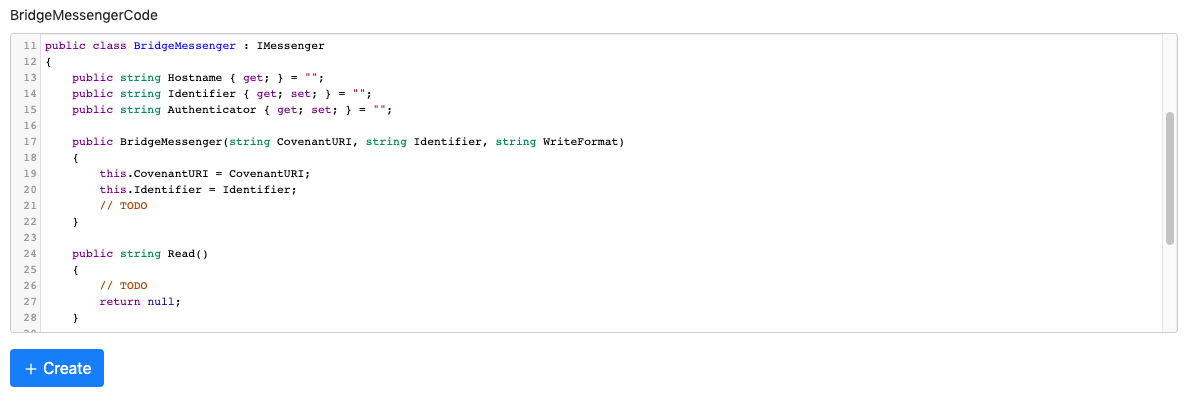 BridgeMessengerCode
11 public class BridgeMessenger : IMessenger
12 {
13 public string Hostname { get; } = "";
14 public string Identifier { get; set; } = "";
15 public string Authenticator { get; set; } = "";
16
17 public BridgeMessenger(string CovenantURI, string Identifier, string WriteFormat)
18 {
19 this.CovenantURI = CovenantURI;
20 this.Identifier = Identifier;
21 // TODO
22 }
23
24 public string Read()
25 {
26 // TODO
27 return null;
28 }
+ Create